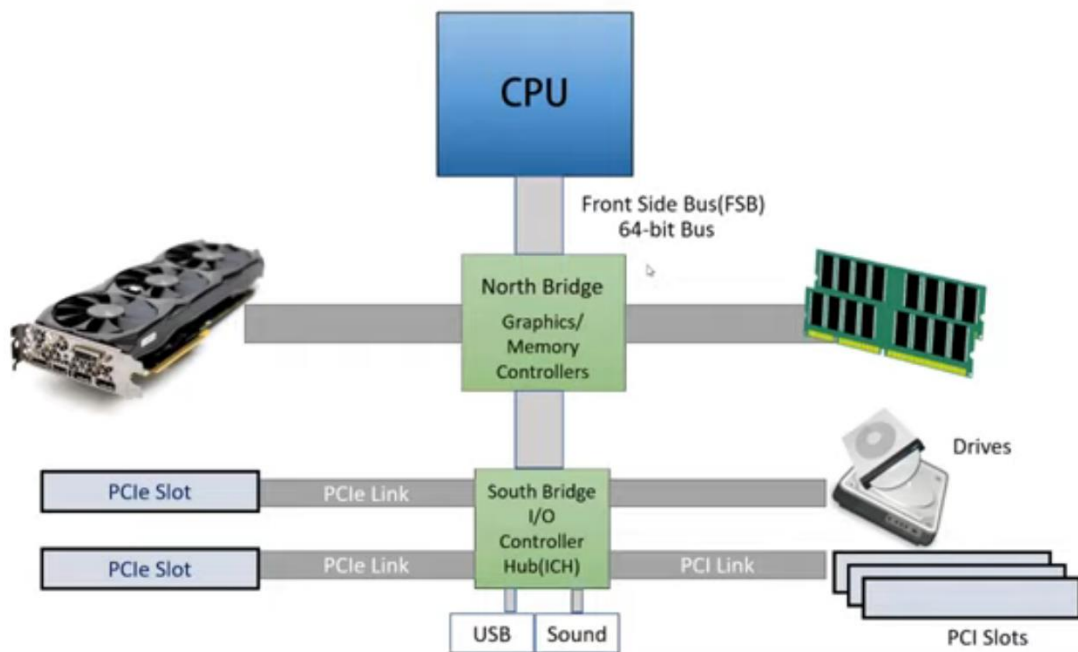 CPU
Front Side Bus(FSB)
64-bit Bus
North Bridge
Graphics/
Memory
Controllers
Drives
PCIe Slot
PCIe Link
South Bridge
I/O
Controller
Hub(ICH)
PCIe Slot
PCIe Link
PCI Link
USB
Sound
PCI Slots